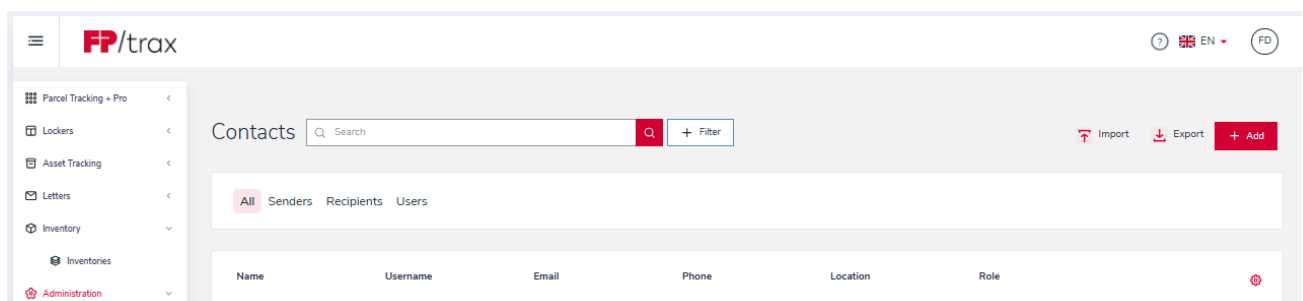 FP/trax
EN
FD
Parcel Tracking + Pro
Lockers
Asset Tracking
Letters
Inventory
Inventories
Administration
Contacts
Search
+ Filter
Import
Export
+ Add
All Senders Recipients Users
Name Username Email Phone Location Role